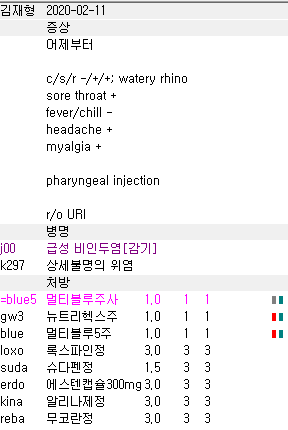 김재형 2020-02-11
증상
어제부터
c/s/r -/+/+; watery rhino
sore throat +
fever/chill -
headache +
myalgia +
pharyngeal injection
r/o URI
병명
j00 급성 비인두염[감기]
k297 상세불명의 위염
처방
=blue5 멀티블루주사 1.0 1 1
gw3 뉴트리헥스주 1.0 1 1
blue 멀티블루5주 1.0 1 1
loxo 록스파인정 3.0 3 3
suda 슈다펜정 1.5 3 3
erdo 에스텐캡슐300mg 3.0 3 3
kina 알리나제정 3.0 3 3
reba 무코란정 3.0 3 3